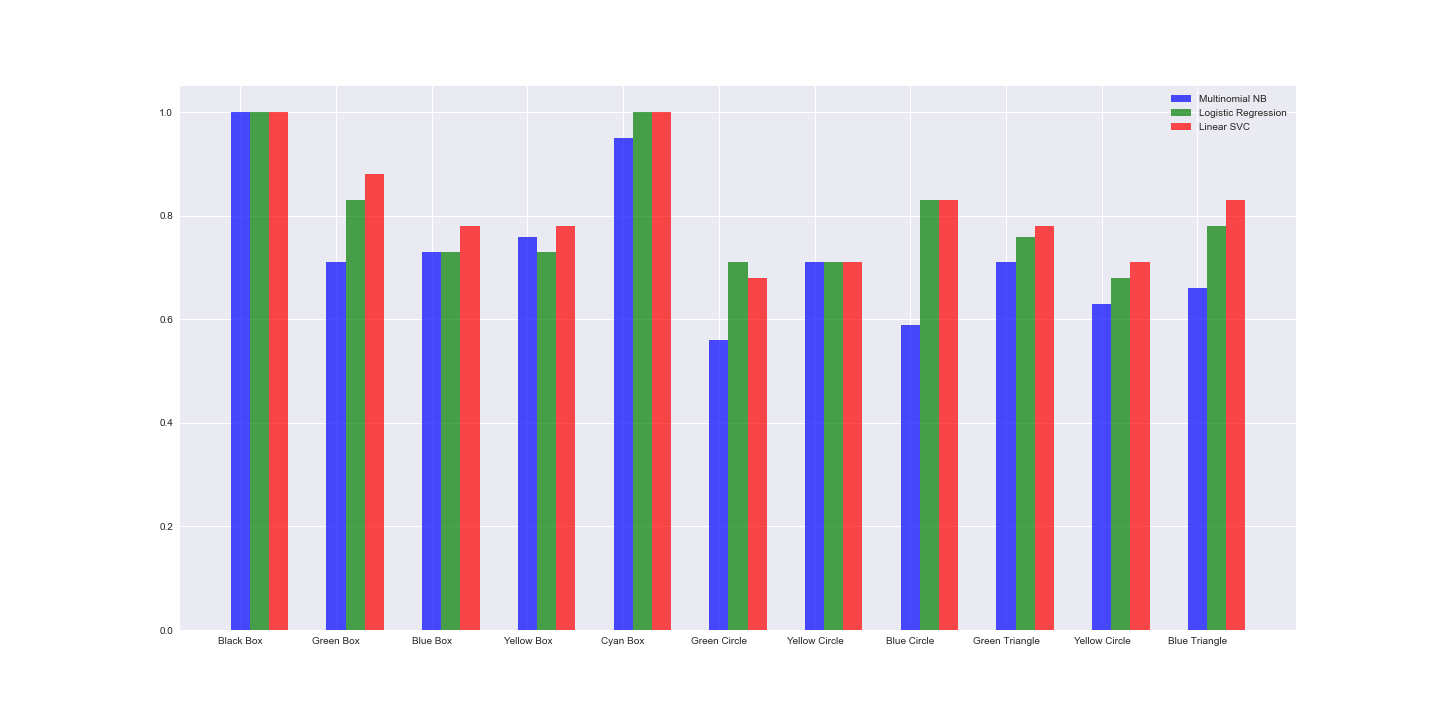 Multinomial NB
Logistic Regression
Linear SVC
1.0
0.8
0.6
0.4
0.2
0.0
Black Box Green Box Blue Box Yellow Box Cyan Box Green Circle Yellow Circle Blue Circle Green Triangle Yellow Circle Blue Triangle